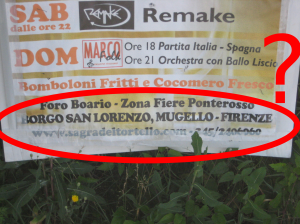 SAB Remake
dalle ore 22
DOM MARCO Ore 18 Partita Italia - Spagna
Ore 21 Orchestra con Ballo Liscio
Bomboloni Fritti e Cocomero Fresco
Foro Boario - Zona Fiere Ponterosso
BORGO SAN LORENZO, MUGELLO - FIRENZE
www.sagradeltortello.com -
?